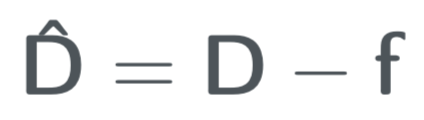 D̂ = D − f